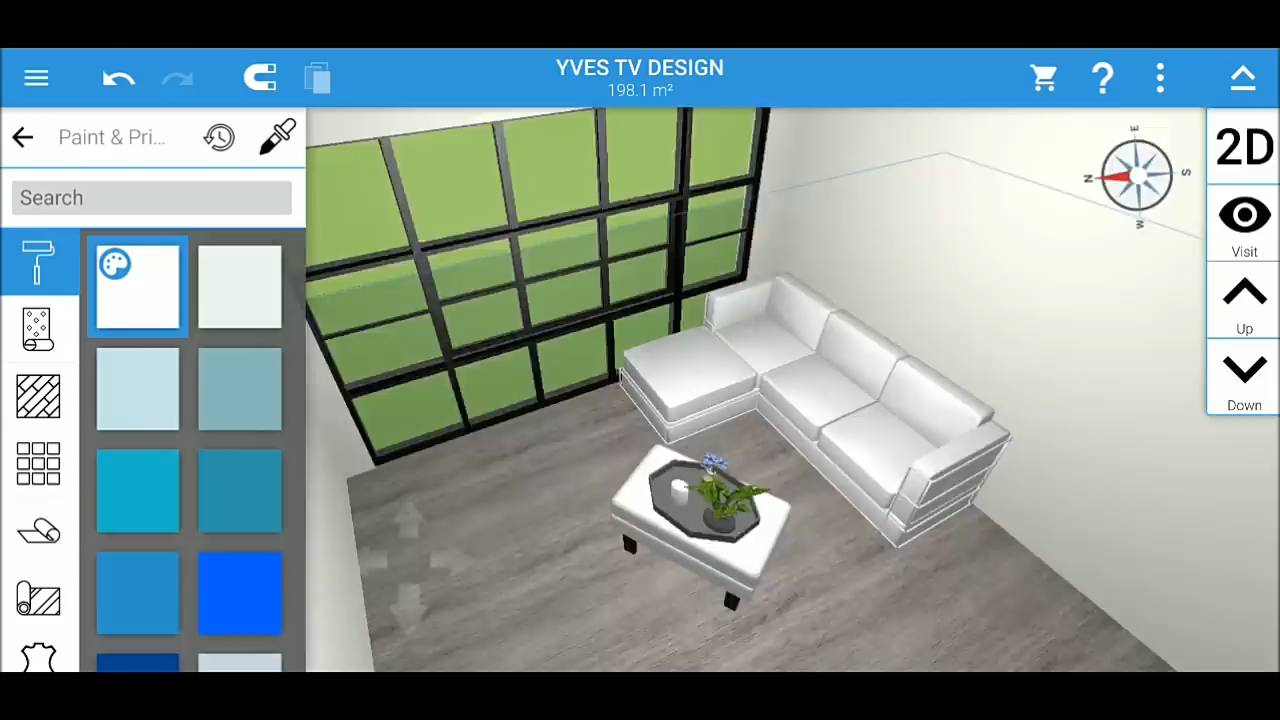 YVES TV DESIGN
198.1 m²
Paint & Pri...
Search
2D
Visit
Up
Down
E
N
S
W